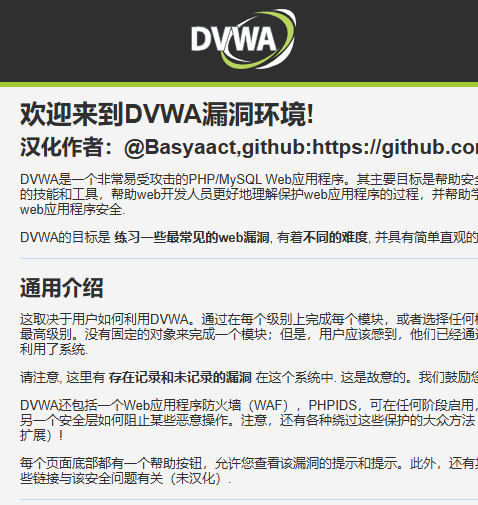 DVWA
欢迎来到DVWA漏洞环境!
汉化作者：@Basyaact,github:https://github.co
DVWA是一个非常易受攻击的PHP/MySQL Web应用程序。其主要目标是帮助安全
的技能和工具，帮助web开发人员更好地理解保护web应用程序的过程，并帮助学
web应用程序安全.
DVWA的目标是 练习一些最常见的web漏洞, 有着不同的难度, 并具有简单直观的
通用介绍
这取决于用户如何利用DVWA。通过在每个级别上完成每个模块，或者选择任何模
最高级别。没有固定的对象来完成一个模块；但是，用户应该感到，他们已经通过
利用了系统.
请注意, 这里有 存在记录和未记录的漏洞 在这个系统中. 这是故意的。我们鼓励您
DVWA还包括一个Web应用程序防火墙（WAF），PHPIDS，可在任何阶段启用，
另一个安全层如何阻止某些恶意操作。注意，还有各种绕过这些保护的大众方法
扩展）!
每个页面底部都有一个帮助按钮，允许您查看该漏洞的提示和提示。此外，还有其
些链接与该安全问题有关（未汉化）.